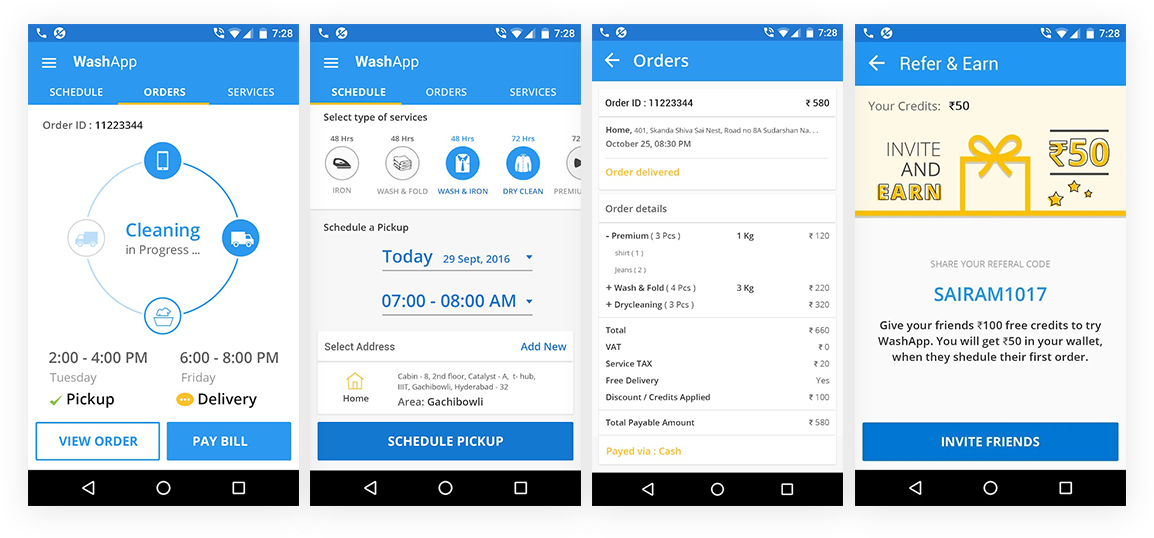 7:28
WashApp
SCHEDULE ORDERS SERVICES
Order ID : 11223344
Cleaning
in Progress ...
2:00 - 4:00 PM 6:00 - 8:00 PM
Tuesday Friday
Pickup Delivery
VIEW ORDER PAY BILL
7:28
WashApp
SCHEDULE ORDERS SERVICES
Select type of services
48 Hrs 48 Hrs 48 Hrs 72 Hrs 72
IRON WASH & FOLD WASH & IRON DRY CLEAN PREMIU
Schedule a Pickup
Today 29 Sept, 2016
07:00 - 08:00 AM
Select Address Add New
Cabin - 8, 2nd floor, Catalyst - A, t- hub,
IIIT, Gachibowli, Hyderabad - 32
Home Area: Gachibowli
SCHEDULE PICKUP
7:28
Orders
Order ID : 11223344 ₹ 580
Home, 401, Skanda Shiva Sai Nest, Road no 8A Sudarshan Na. . .
October 25, 08:30 PM
Order delivered
Order details
- Premium ( 3 Pcs ) 1 Kg ₹ 120
shirt ( 1 )
Jeans ( 2 )
+ Wash & Fold ( 4 Pcs ) 3 Kg ₹ 220
+ Drycleaning ( 3 Pcs ) ₹ 320
Total ₹ 660
VAT ₹ 0
Service TAX ₹ 20
Free Delivery Yes
Discount / Credits Applied ₹ 100
Total Payable Amount ₹ 580
Payed via : Cash
7:28
Refer & Earn
Your Credits: ₹50
INVITE
AND
EARN
₹50
SHARE YOUR REFERAL CODE
SAIRAM1017
Give your friends ₹100 free credits to try
WashApp. You will get ₹50 in your wallet,
when they shedule their first order.
INVITE FRIENDS